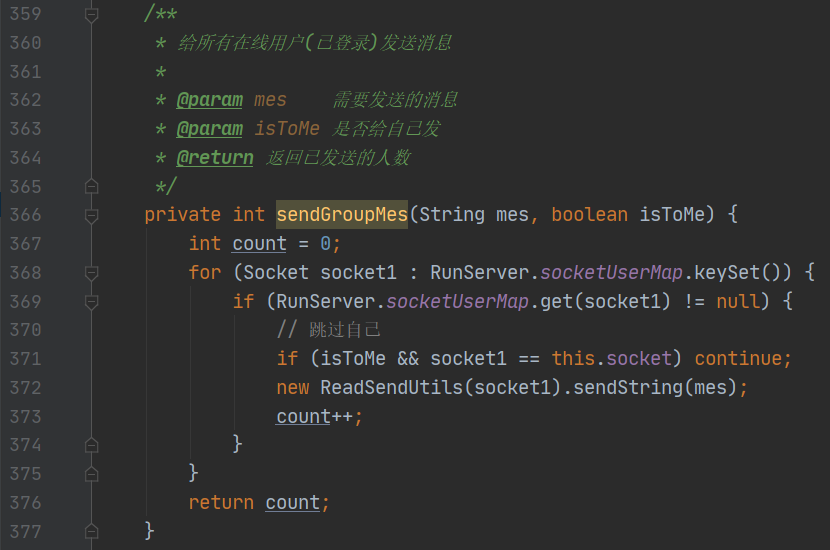 359 /**
360 * 给所有在线用户(已登录)发送消息
361 *
362 * @param mes 需要发送的消息
363 * @param isToMe 是否给自己发
364 * @return 返回已发送的人数
365 */
366 private int sendGroupMes(String mes, boolean isToMe) {
367 int count = 0;
368 for (Socket socket1 : RunServer.socketUserMap.keySet()) {
369 if (RunServer.socketUserMap.get(socket1) != null) {
370 // 跳过自己
371 if (isToMe && socket1 == this.socket) continue;
372 new ReadSendUtils(socket1).sendString(mes);
373 count++;
374 }
375 }
376 return count;
377 }